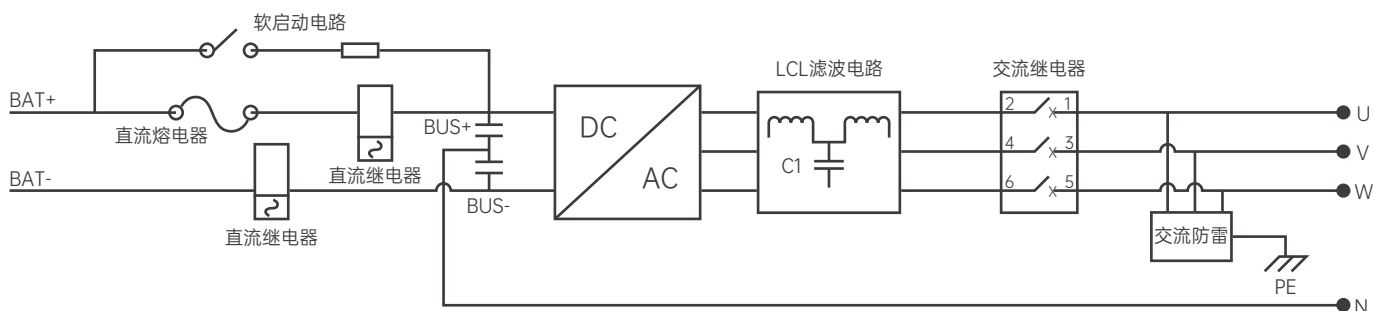 软启动电路
BAT+
直流熔电器
直流继电器
BUS+
BAT-
直流继电器
BUS-
DC
AC
LCL滤波电路
C1
交流继电器
2 1
4 3
6 5
U
V
W
交流防雷
PE
N